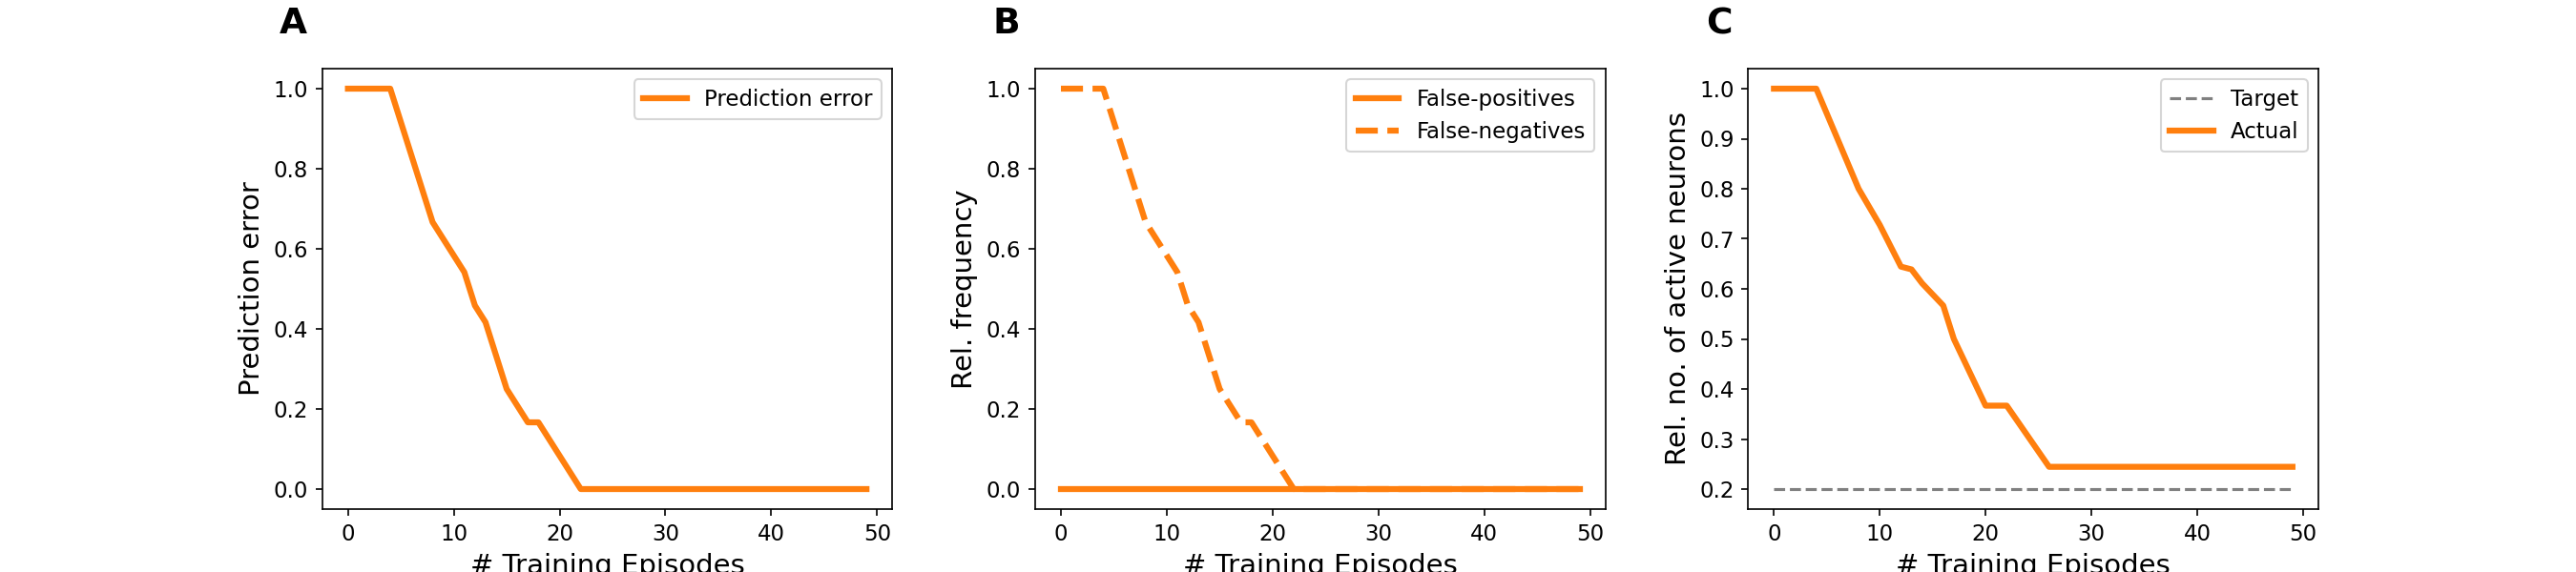 A
Prediction error
1.0
0.8
0.6
0.4
0.2
0.0
Prediction error
0 10 20 30 40 50
# Training Episodes
B
False-positives
False-negatives
1.0
0.8
0.6
0.4
0.2
0.0
Rel. frequency
0 10 20 30 40 50
# Training Episodes
C
Target
Actual
1.0
0.9
0.8
0.7
0.6
0.5
0.4
0.3
0.2
Rel. no. of active neurons
0 10 20 30 40 50
# Training Episodes